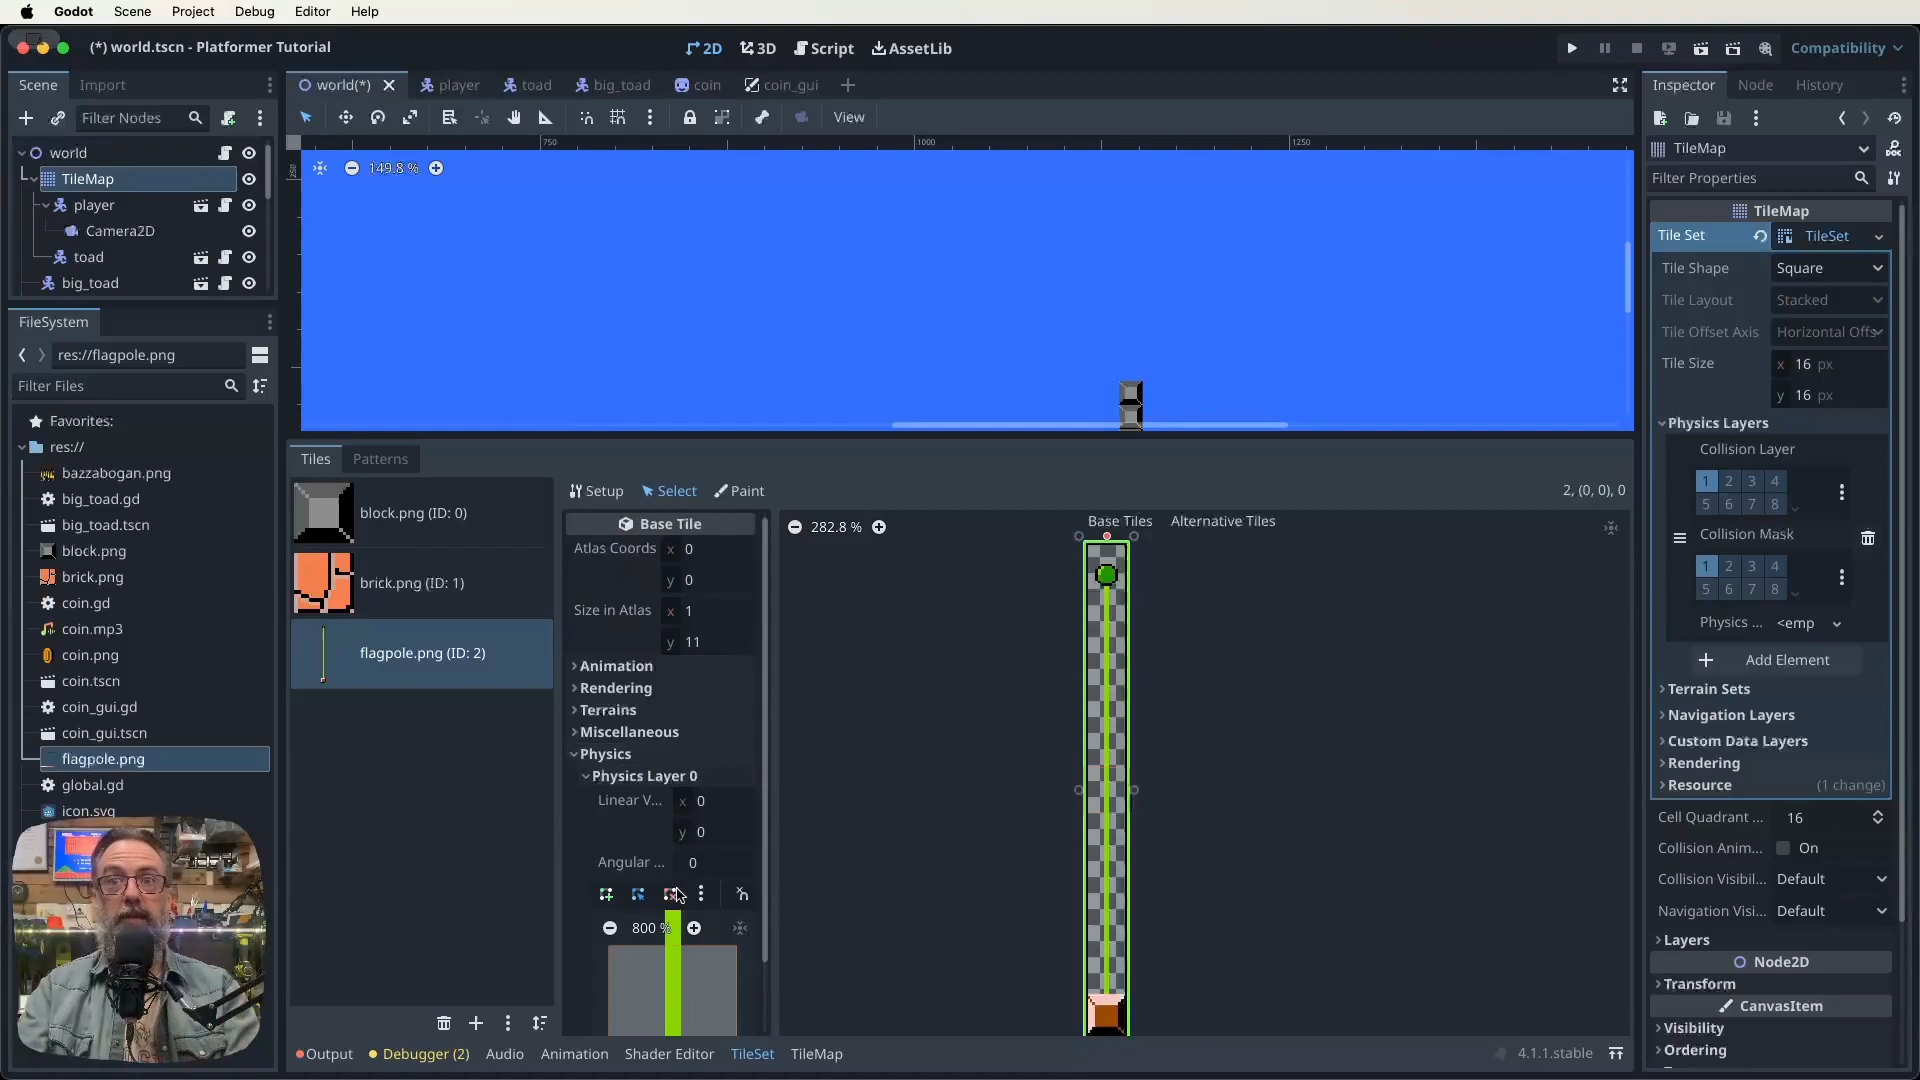 Godot Scene Project Debug Editor Help
(*) world.tscn - Platformer Tutorial
2D 3D Script AssetLib
Compatibility
Scene Import
world(*) player toad big_toad coin coin_gui
Inspector Node History
Filter Nodes
View
world
TileMap
player
Camera2D
toad
big_toad
750 1000 1250
250
149.8 %
FileSystem
res://flagpole.png
Filter Files
Favorites:
res://
bazzabogan.png
big_toad.gd
big_toad.tscn
block.png
brick.png
coin.gd
coin.mp3
coin.png
coin.tscn
coin_gui.gd
coin_gui.tscn
flagpole.png
global.gd
icon.svg
Tiles Patterns
block.png (ID: 0)
brick.png (ID: 1)
flagpole.png (ID: 2)
Setup Select Paint
2, (0, 0), 0
Base Tile
Atlas Coords x 0
y 0
Size in Atlas x 1
y 11
Animation
Rendering
Terrains
Miscellaneous
Physics
Physics Layer 0
Linear V... x 0
y 0
Angular ... 0
800 %
282.8 %
Base Tiles Alternative Tiles
Output Debugger (2) Audio Animation Shader Editor TileSet TileMap
4.1.1.stable
TileMap
Filter Properties
TileMap
Tile Set TileSet
Tile Shape Square
Tile Layout Stacked
Tile Offset Axis Horizontal Offs
Tile Size x 16 px
y 16 px
Physics Layers
Collision Layer
1 2 3 4
5 6 7 8
Collision Mask
1 2 3 4
5 6 7 8
Physics ... <emp
Add Element
Terrain Sets
Navigation Layers
Custom Data Layers
Rendering
Resource (1 change)
Cell Quadrant ... 16
Collision Anim... On
Collision Visibil... Default
Navigation Visi... Default
Layers
Node2D
Transform
CanvasItem
Visibility
Ordering